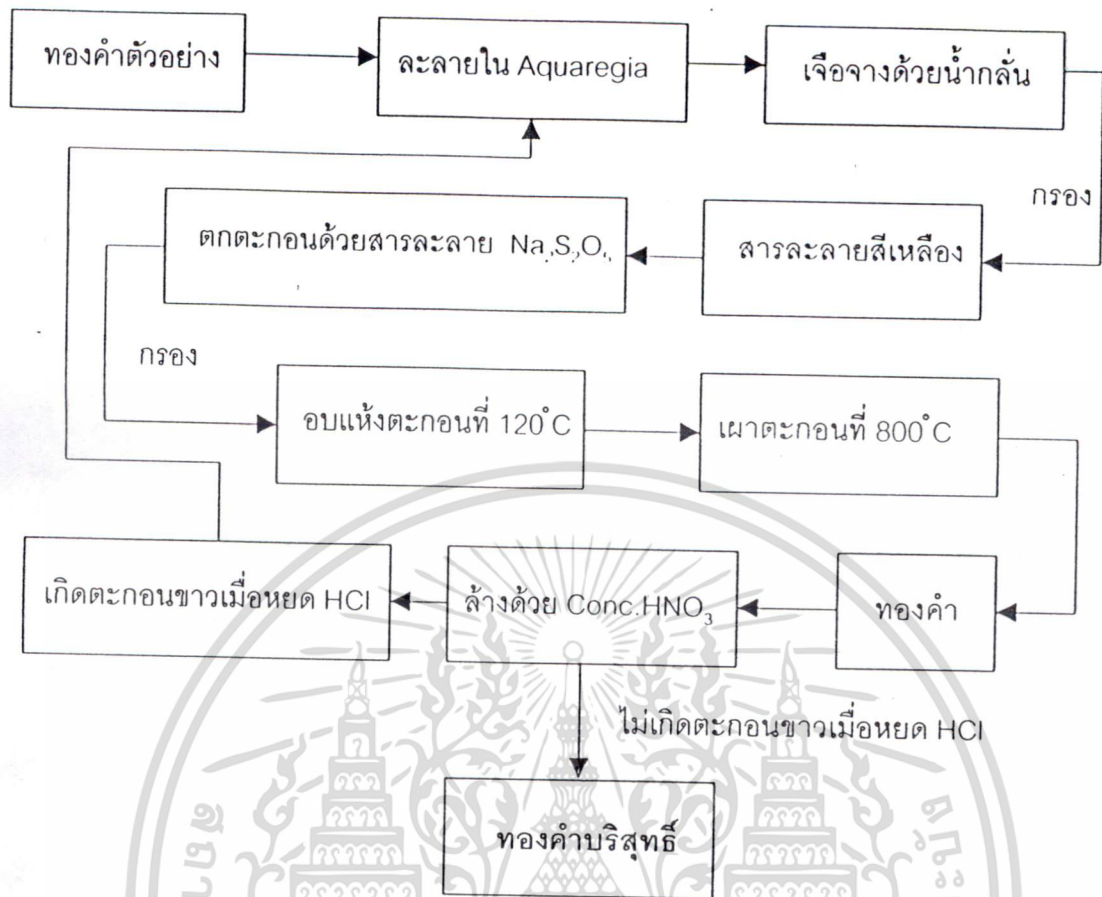 ทองคำตัวอย่าง
ละลายใน Aquaregia
เจือจางด้วยน้ำกลั่น
กรอง
สารละลายสีเหลือง
ตกตะกอนด้วยสารละลาย
กรอง
อบแห้งตะกอนที่ 120°C
เผาตะกอนที่ 800°C
ทองคำ
ล้างด้วย Conc.HNO₃
เกิดตะกอนขาวเมื่อหยด HCl
ไม่เกิดตะกอนขาวเมื่อหยด HCl
ทองคำบริสุทธิ์